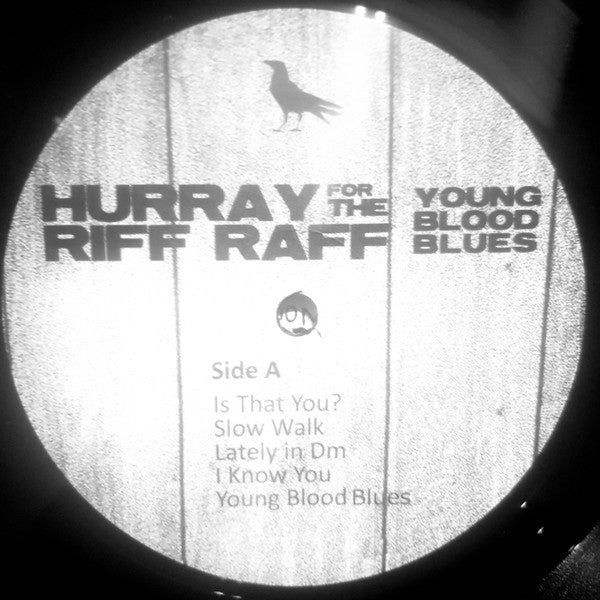 HURRAY FOR THE RIFF RAFF
YOUNG BLOOD BLUES
Side A
Is That You?
Slow Walk
Lately in Dm
I Know You
Young Blood Blues